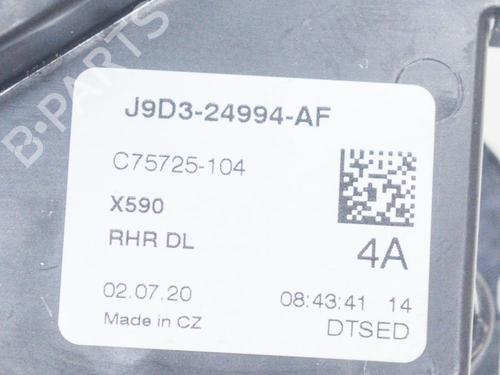 B-PARTS
J9D3-24994-AF
C75725-104
X590
RHR DL
4A
02.07.20 08:43:41 14
Made in CZ DTSED